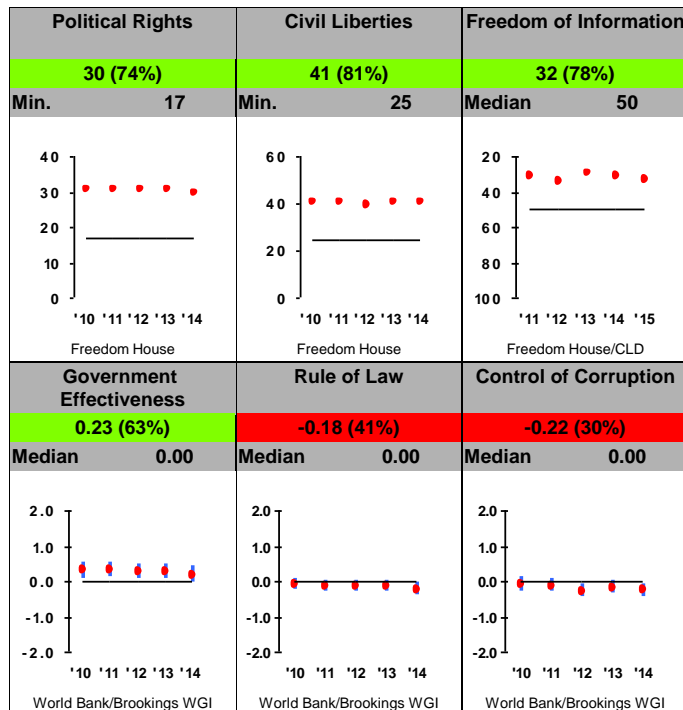 Political Rights
30 (74%)
Min. 17
40
30
20
10
0
'10 '11 '12 '13 '14
Freedom House
Civil Liberties
41 (81%)
Min. 25
60
40
20
0
'10 '11 '12 '13 '14
Freedom House
Freedom of Information
32 (78%)
Median 50
20
40
60
80
100
'11 '12 '13 '14 '15
Freedom House/CLD
Government
Effectiveness
0.23 (63%)
Median 0.00
2.0
1.0
0.0
-1.0
-2.0
'10 '11 '12 '13 '14
World Bank/Brookings WGI
Rule of Law
-0.18 (41%)
Median 0.00
2.0
1.0
0.0
-1.0
-2.0
'10 '11 '12 '13 '14
World Bank/Brookings WGI
Control of Corruption
-0.22 (30%)
Median 0.00
2.0
1.0
0.0
-1.0
-2.0
'10 '11 '12 '13 '14
World Bank/Brookings WGI